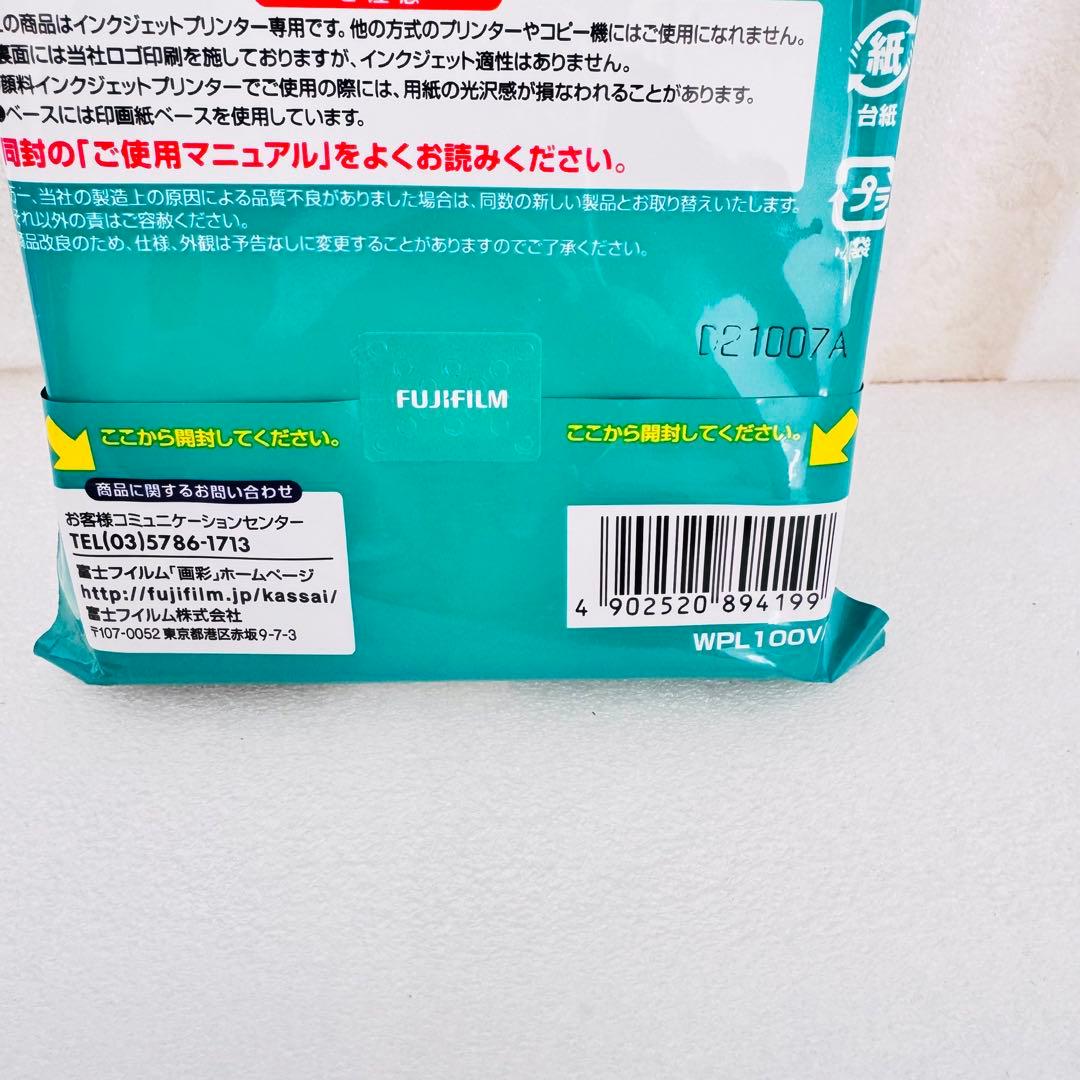 の商品はインクジェットプリンター専用です。他の方式のプリンターやコピー機にはご使用になれません。
裏面には当社ロゴ印刷を施しておりますが、インクジェット適性はありません。
顔料インクジェットプリンターでご使用の際には、用紙の光沢感が損なわれることがあります。
ベースには印画紙ベースを使用しています。
同封の「ご使用マニュアル」をよくお読みください。
一、当社の製造上の原因による品質不良がありました場合は、同数の新しい製品とお取り替えいたします。
それ以外の責はご容赦ください。
品改良のため、仕様、外観は予告なしに変更することがありますのでご了承ください。
紙
台紙
プラ
袋
D21007A
FUJIFILM
ここから開封してください。
ここから開封してください。
商品に関するお問い合わせ
お客様コミュニケーションセンター
TEL(03)5786-1713
富士フイルム「画彩」ホームページ
http://fujifilm.jp/kassai/
富士フイルム株式会社
〒107-0052 東京都港区赤坂9-7-3
4 902520 894199
WPL100V